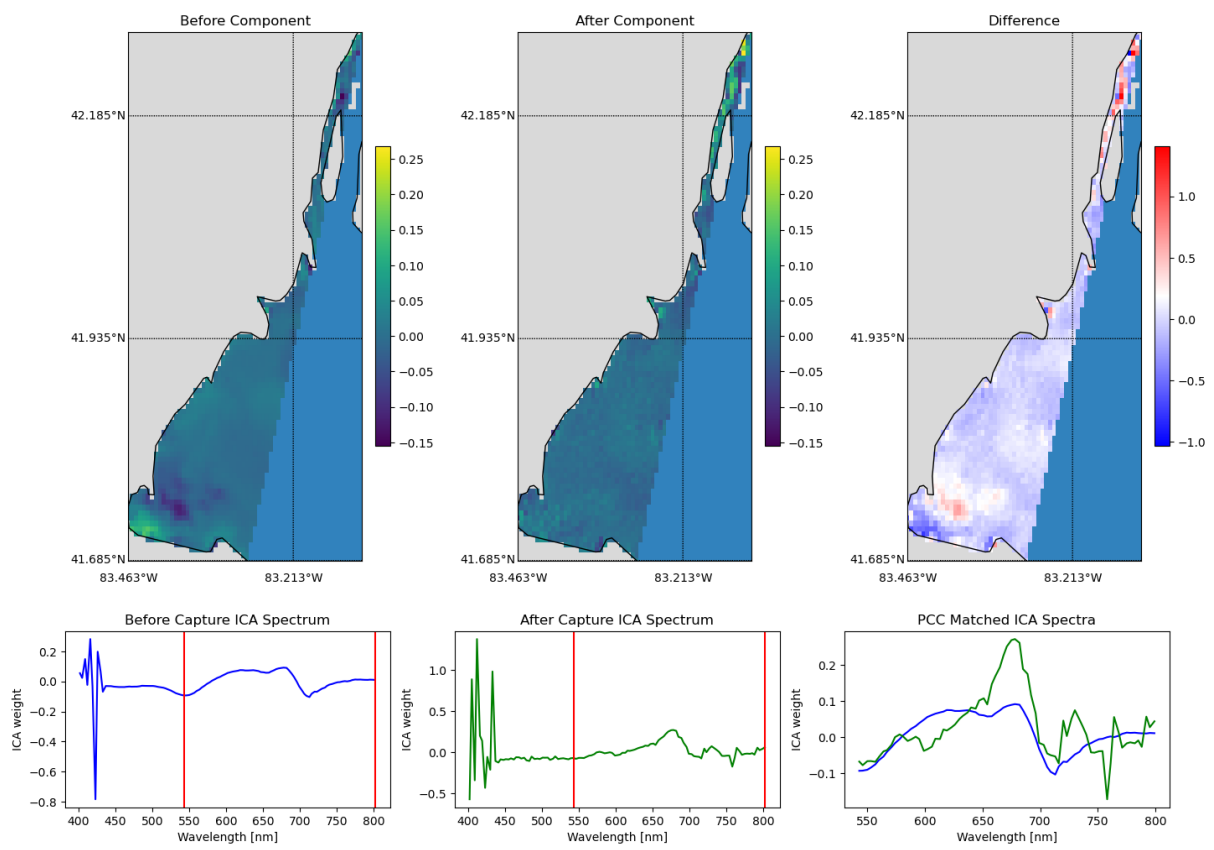 Before Component
After Component
Difference
42.185°N
41.935°N
41.685°N
83.463°W
83.213°W
0.25
0.20
0.15
0.10
0.05
0.00
−0.05
−0.10
−0.15
42.185°N
41.935°N
41.685°N
83.463°W
83.213°W
0.25
0.20
0.15
0.10
0.05
0.00
−0.05
−0.10
−0.15
42.185°N
41.935°N
41.685°N
83.463°W
83.213°W
1.0
0.5
0.0
−0.5
−1.0
Before Capture ICA Spectrum
ICA weight
0.2
0.0
−0.2
−0.4
−0.6
−0.8
400 450 500 550 600 650 700 750 800
Wavelength [nm]
After Capture ICA Spectrum
ICA weight
1.0
0.5
0.0
−0.5
400 450 500 550 600 650 700 750 800
Wavelength [nm]
PCC Matched ICA Spectra
ICA weight
0.2
0.1
0.0
−0.1
550 600 650 700 750 800
Wavelength [nm]